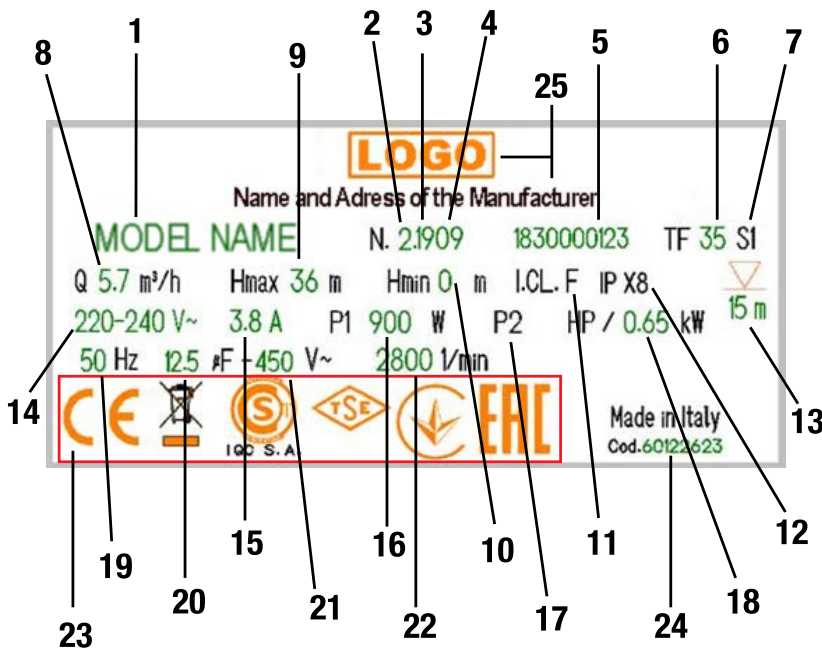 1 2 3 4 5 6 7
8 9 25
LOGO
Name and Adress of the Manufacturer
MODEL NAME N. 2.1909 1830000123 TF 35 S1
Q 5.7 m³/h Hmax 36 m Hmin 0 m I.CL. F IP X8
220-240 V~ 3.8 A P1 900 W P2 HP / 0.65 kW 15 m
50 Hz 12.5 µF - 450 V~ 2800 1/min
CE S TSE EAC
IQC S.A.
Made in Italy
Cod.60122623
14 13
19 15 16 10 11 12
20 21 22 17 18
23 24